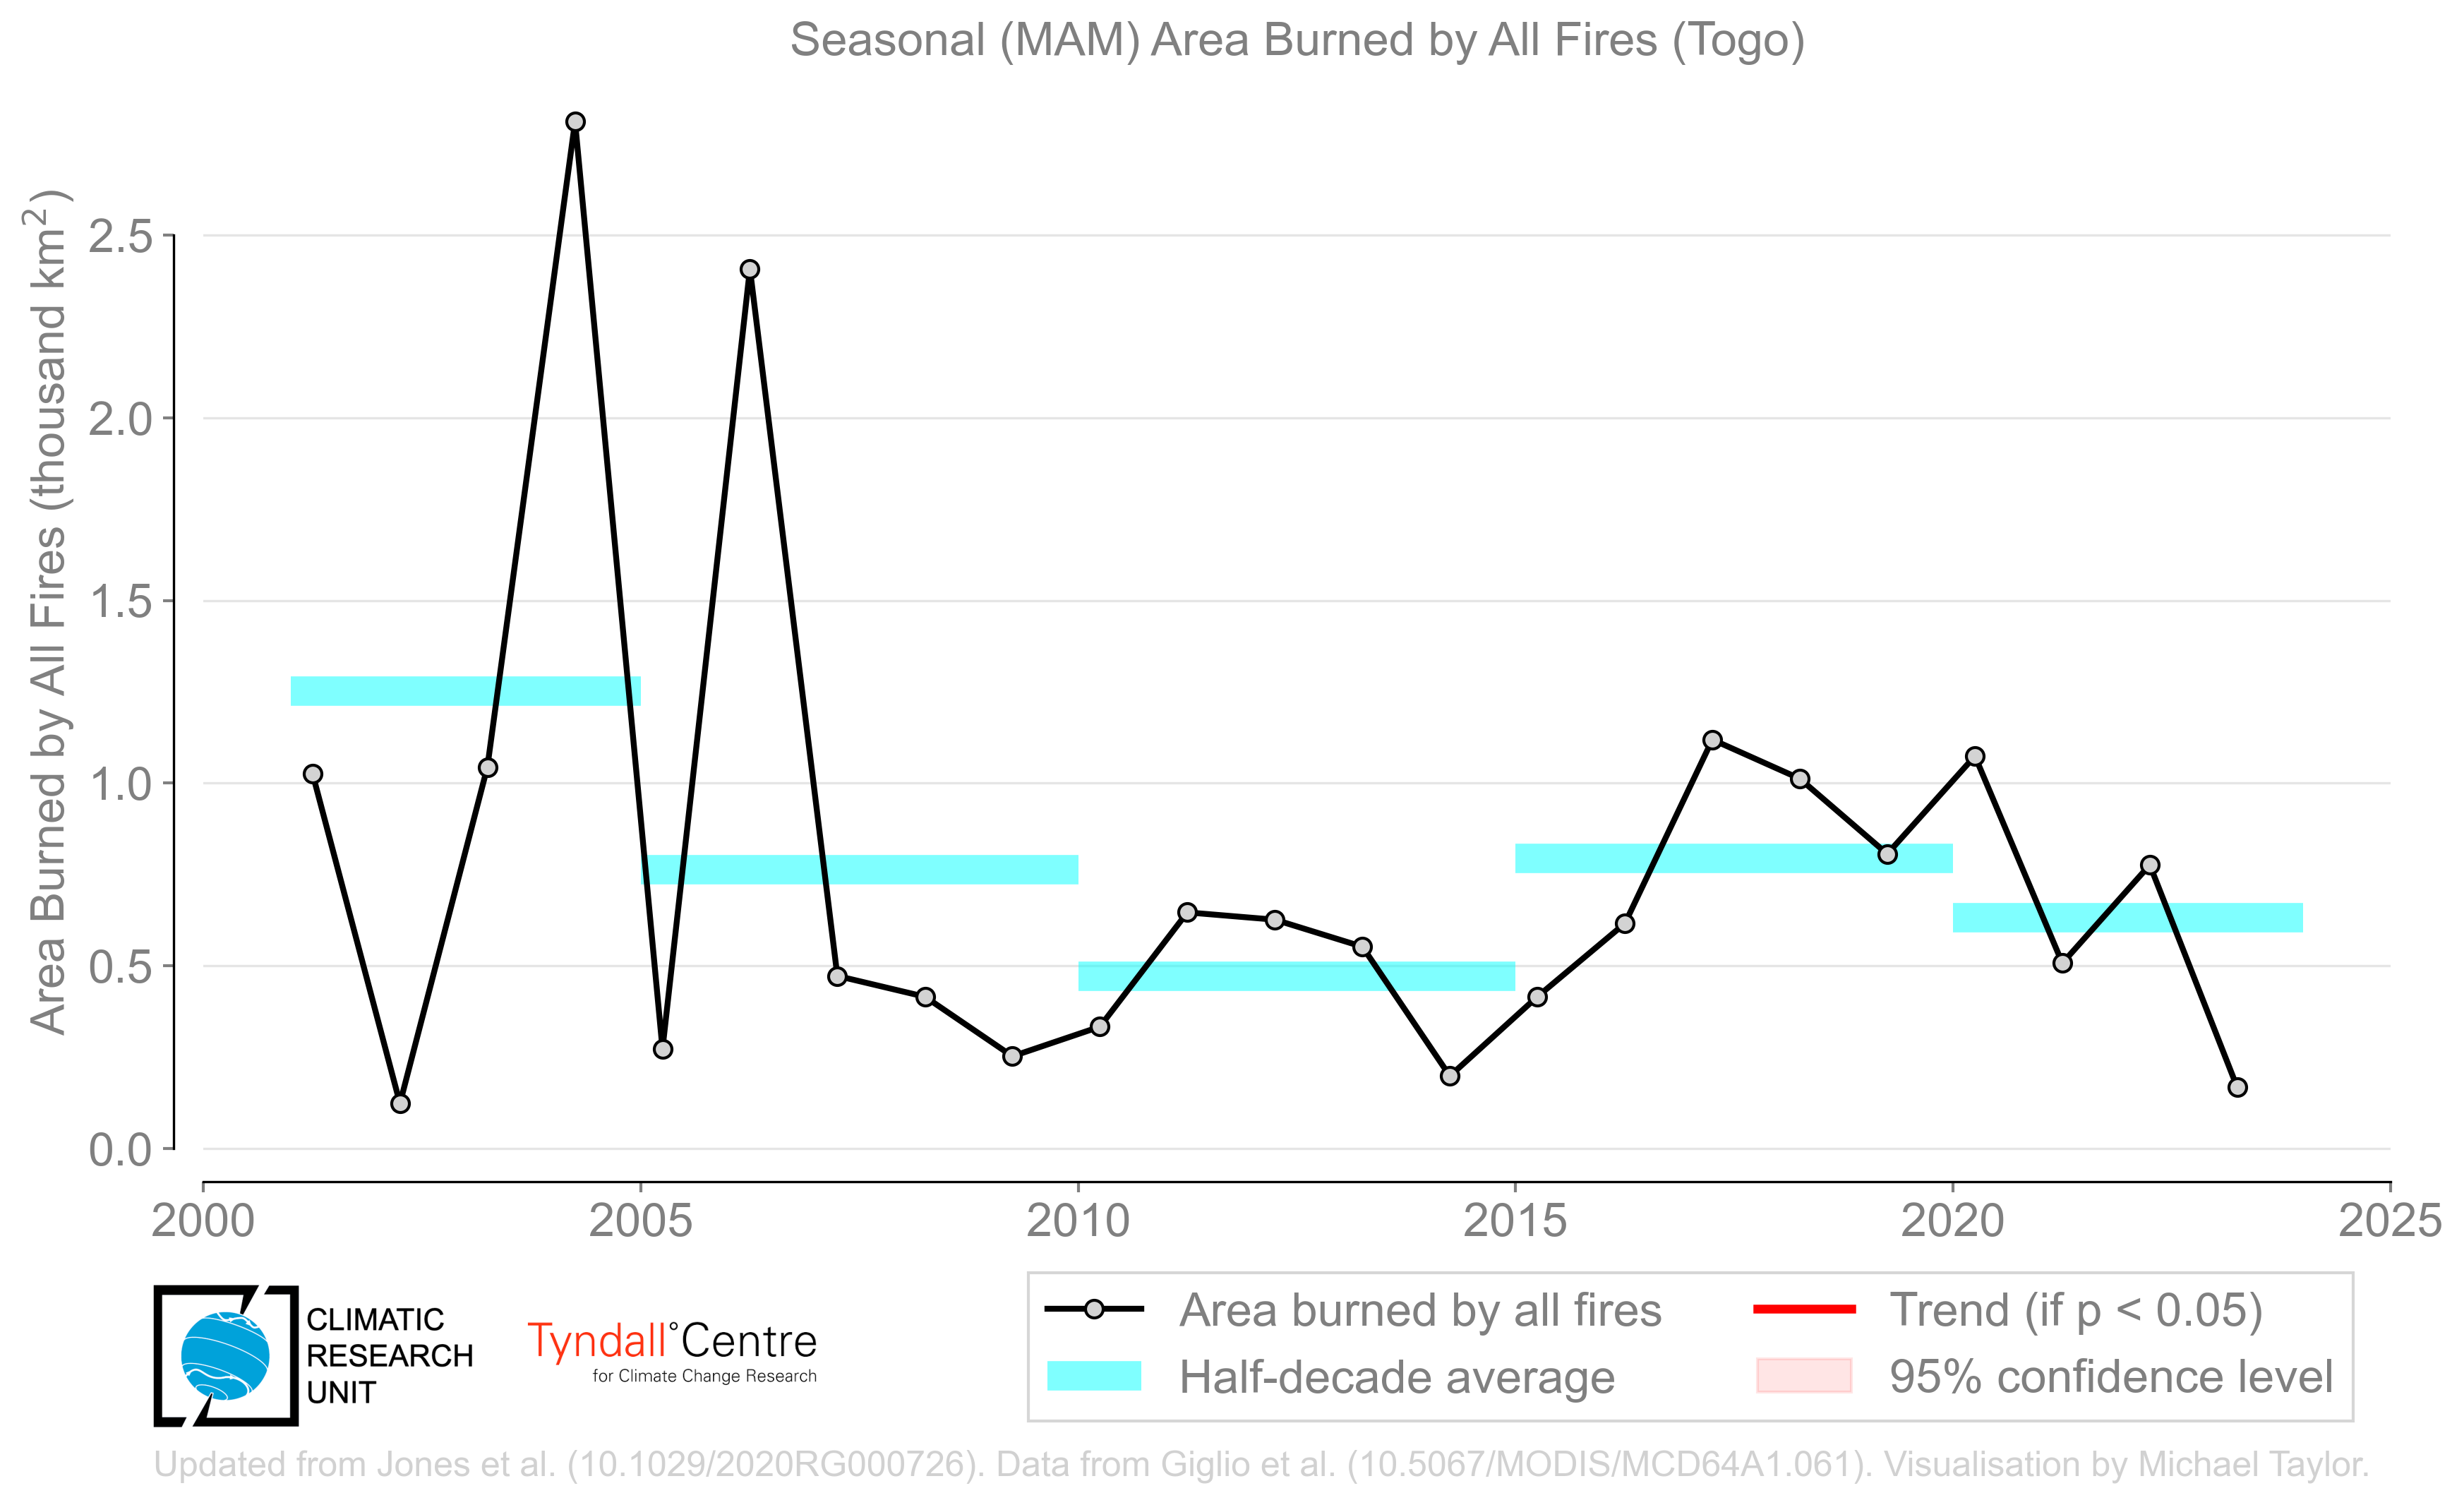 Seasonal (MAM) Area Burned by All Fires (Togo)
Area Burned by All Fires (thousand km²)
2.5
2.0
1.5
1.0
0.5
0.0
2000 2005 2010 2015 2020 2025
CLIMATIC
RESEARCH
UNIT
Tyndall°Centre
for Climate Change Research
Area burned by all fires
Half-decade average
Trend (if p < 0.05)
95% confidence level
Updated from Jones et al. (10.1029/2020RG000726). Data from Giglio et al. (10.5067/MODIS/MCD64A1.061). Visualisation by Michael Taylor.